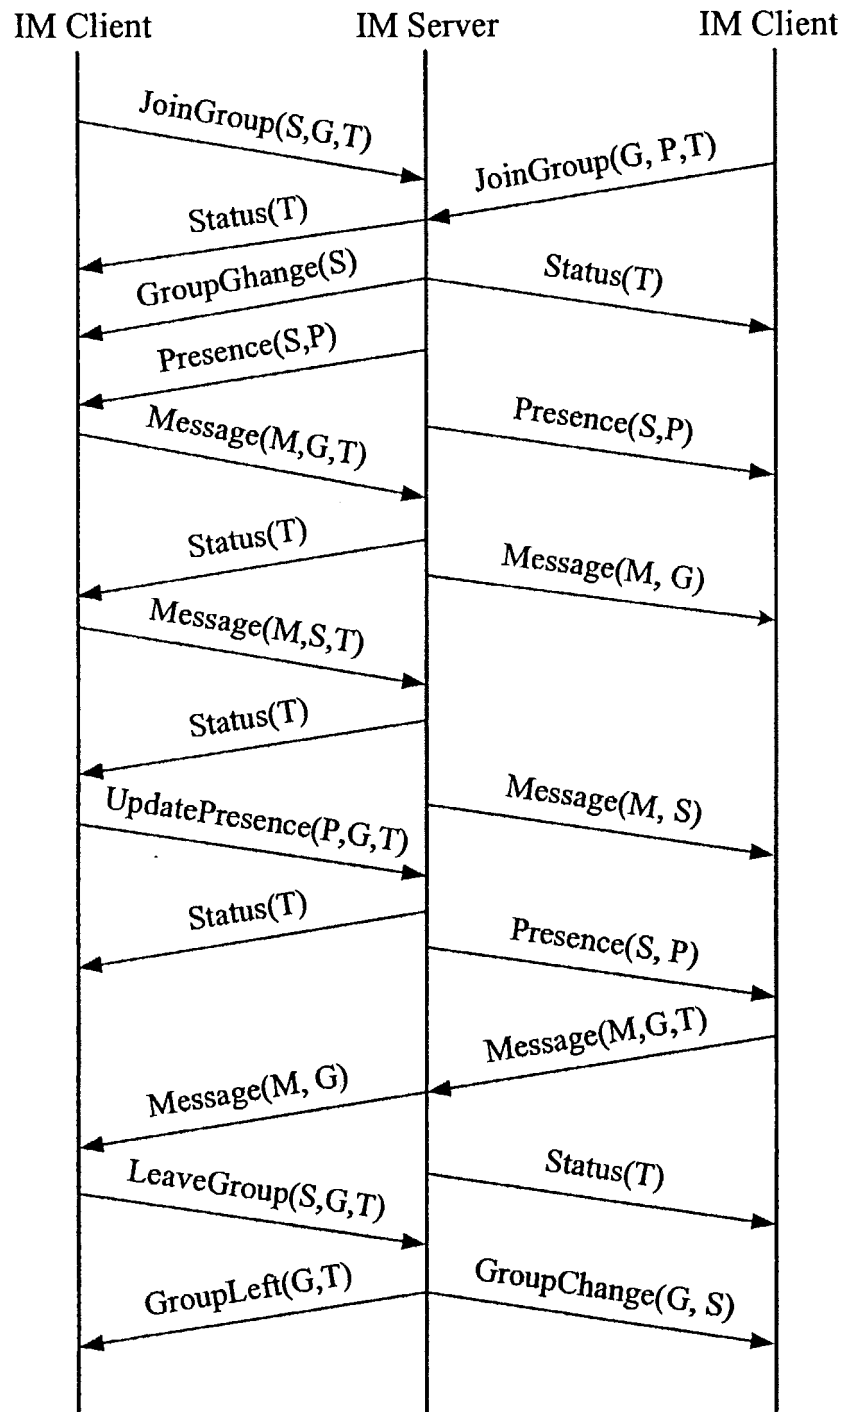 IM Client IM Server IM Client
JoinGroup(S,G,T)
JoinGroup(G, P,T)
Status(T)
GroupGhange(S)
Status(T)
Presence(S,P)
Message(M,G,T)
Presence(S,P)
Status(T)
Message(M, G)
Message(M,S,T)
Status(T)
Message(M, S)
UpdatePresence(P,G,T)
Status(T)
Presence(S, P)
Message(M,G,T)
Message(M, G)
Status(T)
LeaveGroup(S,G,T)
GroupLeft(G,T)
GroupChange(G, S)